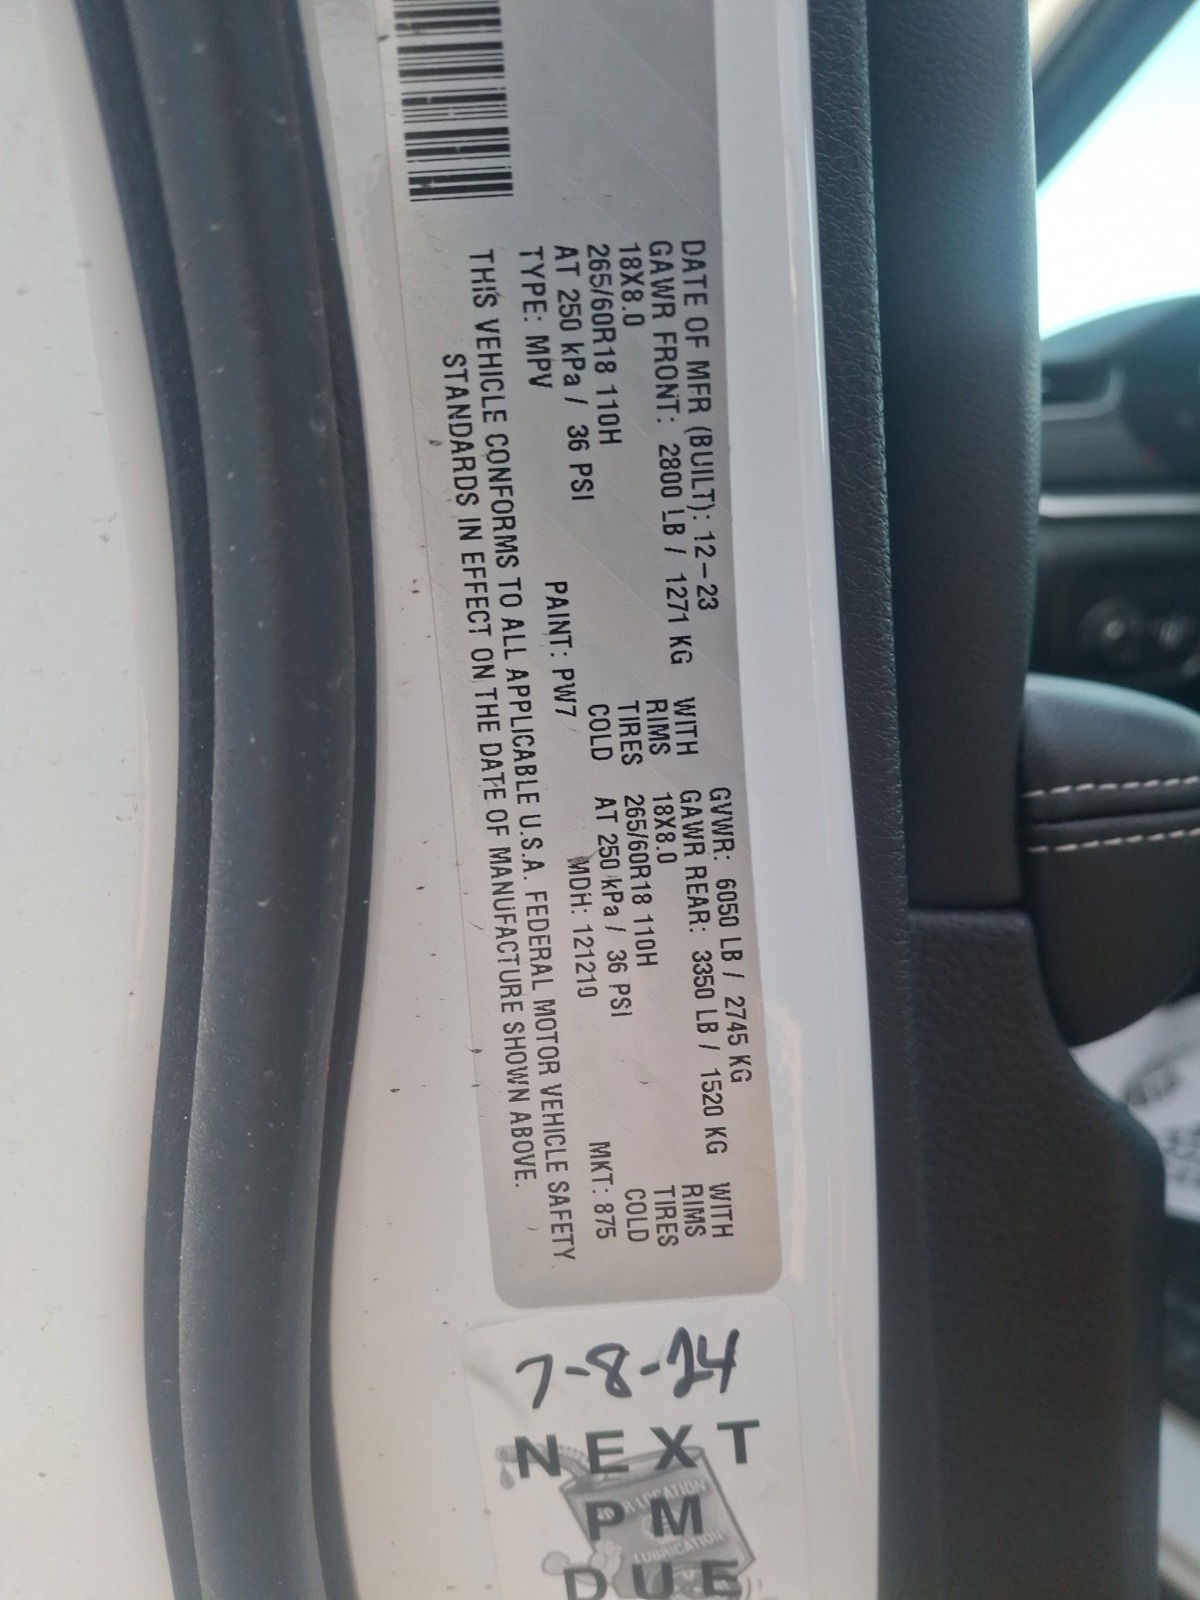 DATE OF MFR (BUILT): 12-23 GVWR: 6050 LB / 2745 KG
GAWR FRONT: 2800 LB / 1271 KG WITH GAWR REAR: 3350 LB / 1520 KG WITH
18X8.0 RIMS 18X8.0 RIMS
265/60R18 110H TIRES 265/60R18 110H TIRES
AT 250 kPa / 36 PSI COLD AT 250 kPa / 36 PSI COLD
TYPE: MPV PAINT: PW7 MDH: 121210 MKT: 875
THIS VEHICLE CONFORMS TO ALL APPLICABLE U.S.A. FEDERAL MOTOR VEHICLE SAFETY
STANDARDS IN EFFECT ON THE DATE OF MANUFACTURE SHOWN ABOVE.
7-8-24
NEXT
PM
DUE
LOCATION
LUBRICATION